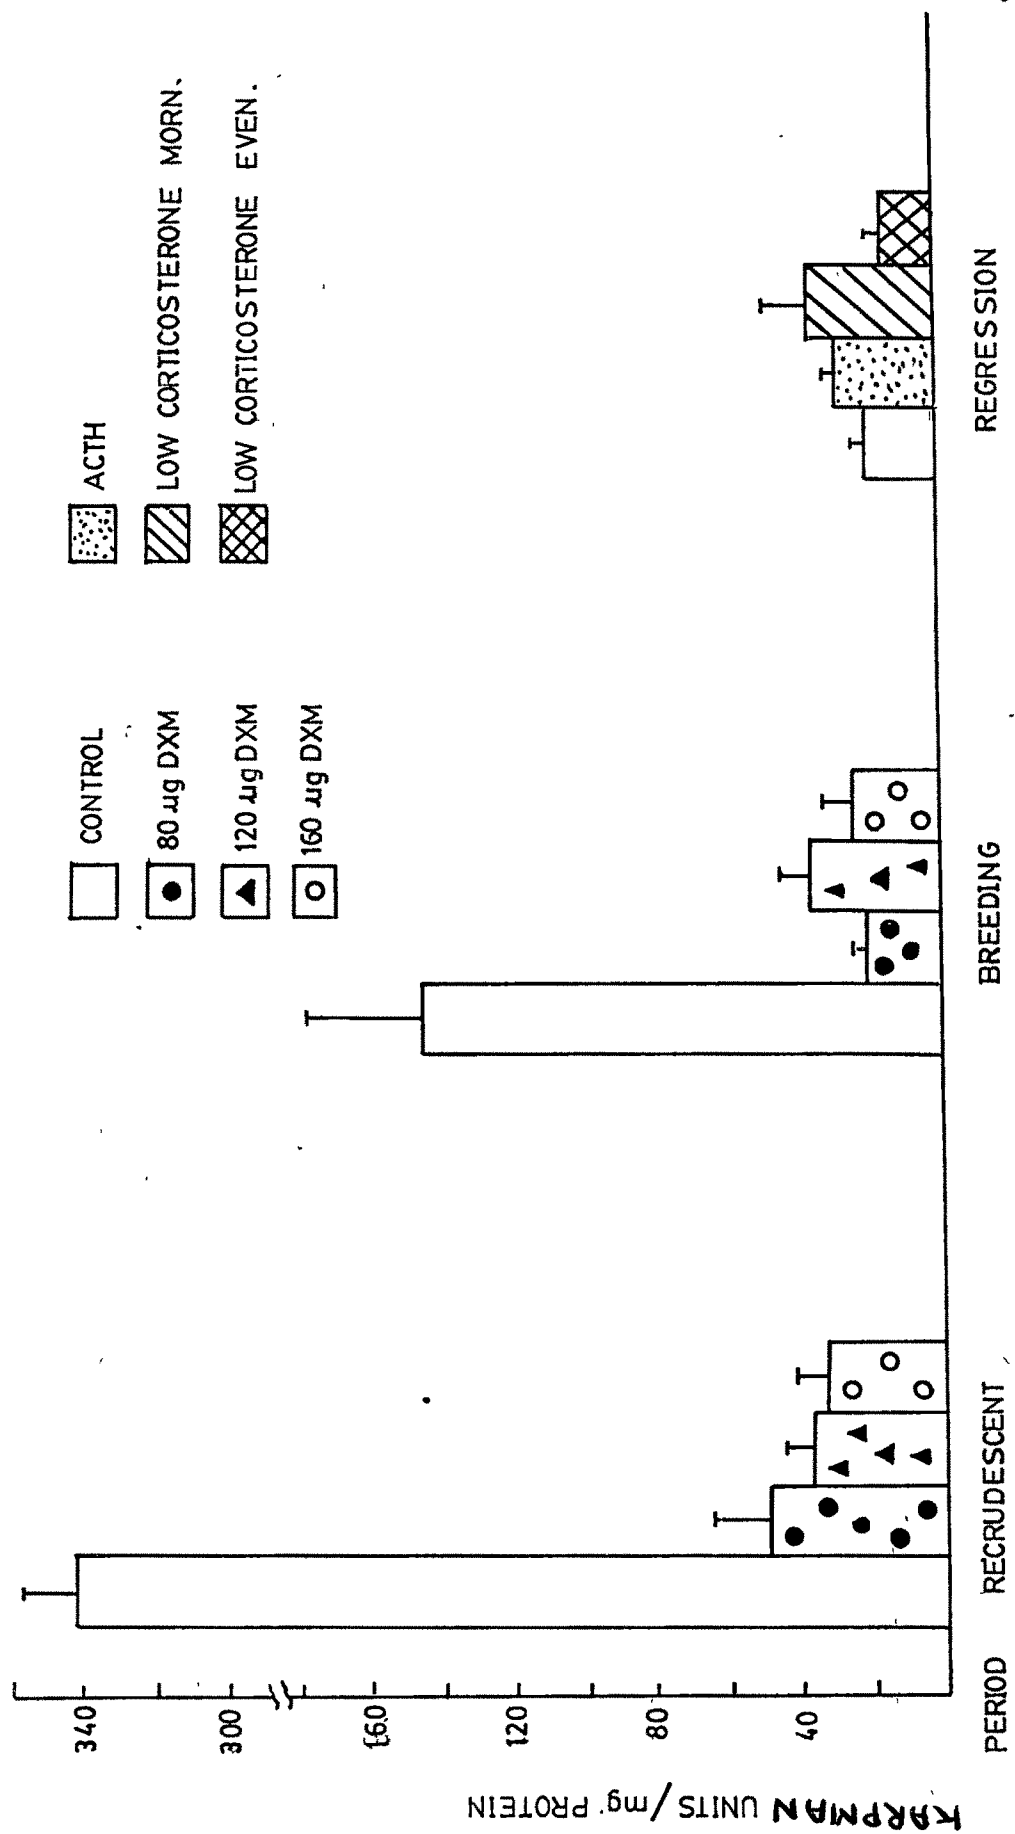 KARPMAN UNITS/mg PROTEIN
340
300
160
120
80
40
CONTROL
80 µg DXM
120 µg DXM
160 µg DXM
ACTH
LOW CORTICOSTERONE MORN.
LOW CORTICOSTERONE EVEN.
PERIOD RECRUDESCENT BREEDING REGRESSION